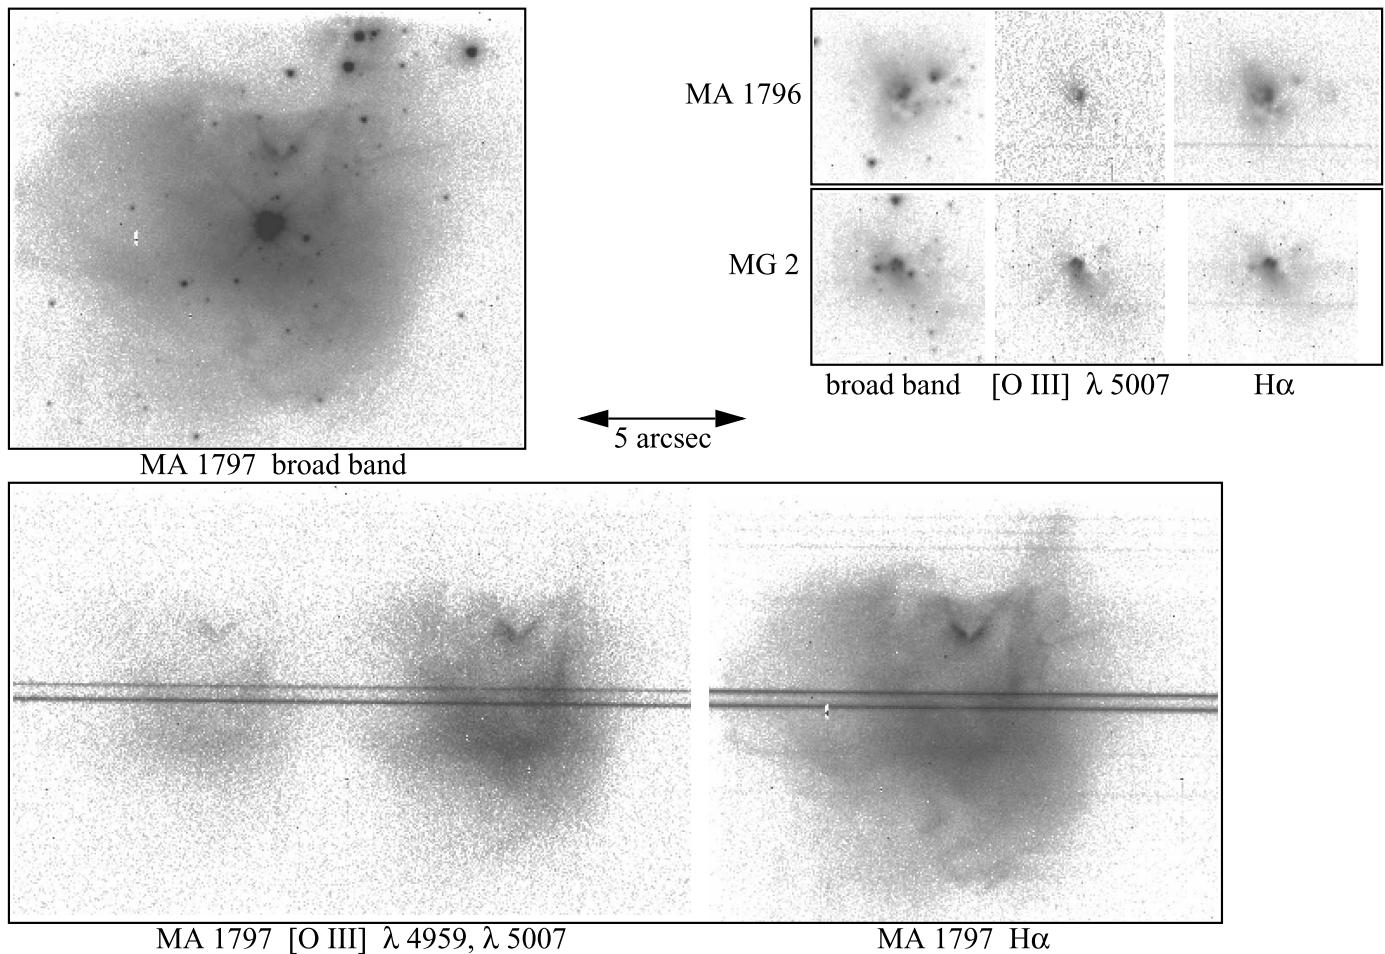 MA 1796
MG 2
broad band [O III] λ 5007 Hα
5 arcsec
MA 1797 broad band
MA 1797 [O III] λ 4959, λ 5007
MA 1797 Hα